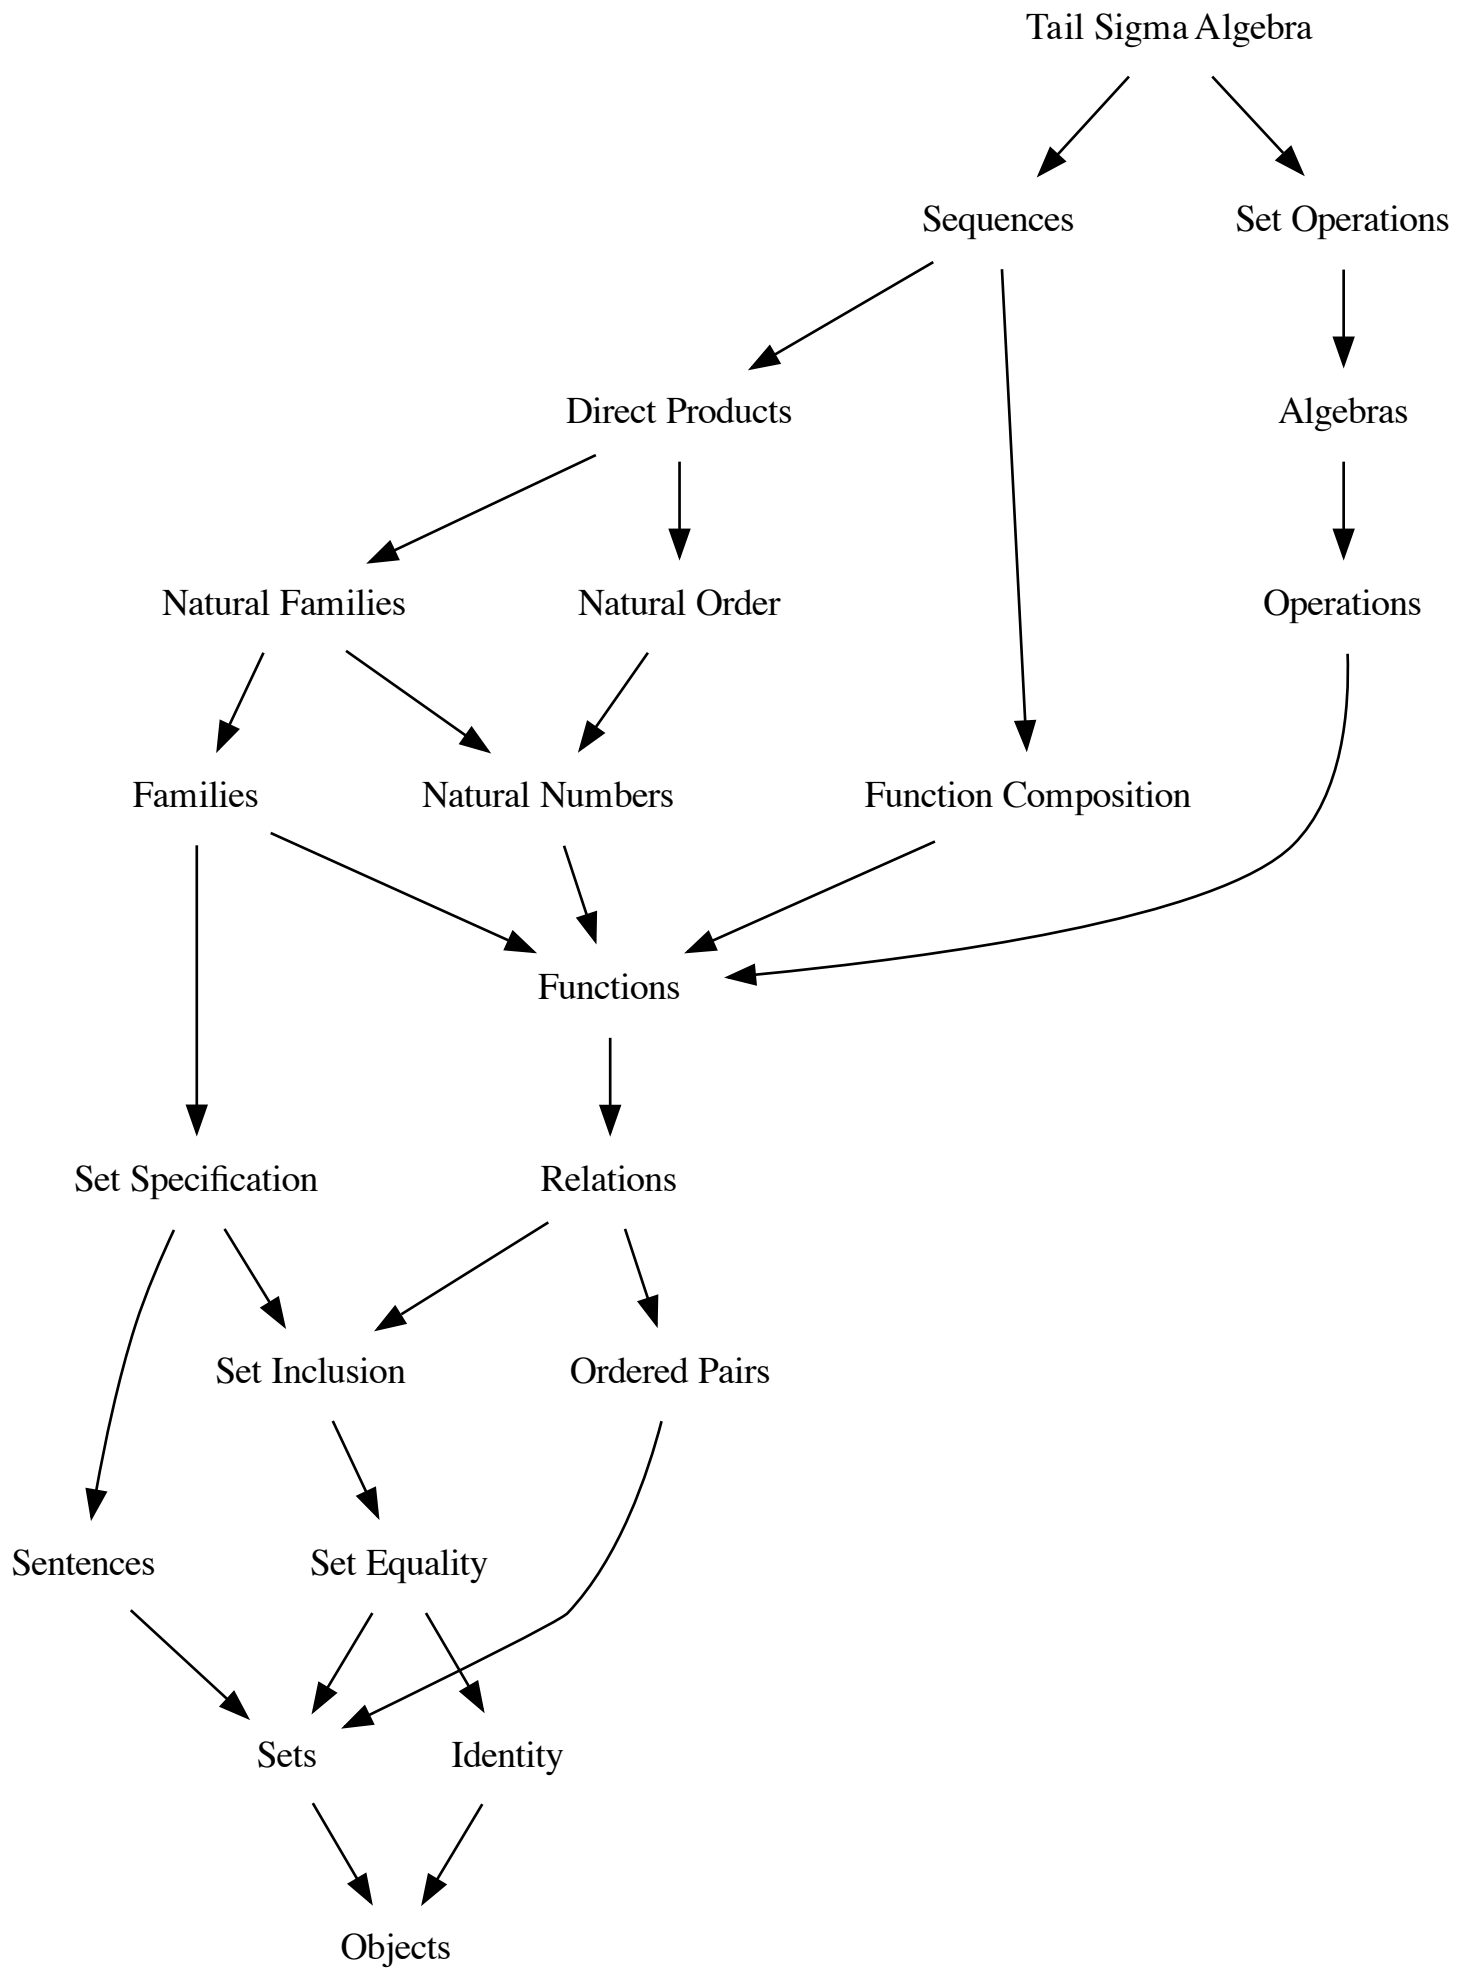 Tail Sigma Algebra
Sequences
Set Operations
Direct Products
Algebras
Natural Families
Natural Order
Operations
Families
Natural Numbers
Function Composition
Functions
Set Specification
Relations
Set Inclusion
Ordered Pairs
Sentences
Set Equality
Sets
Identity
Objects